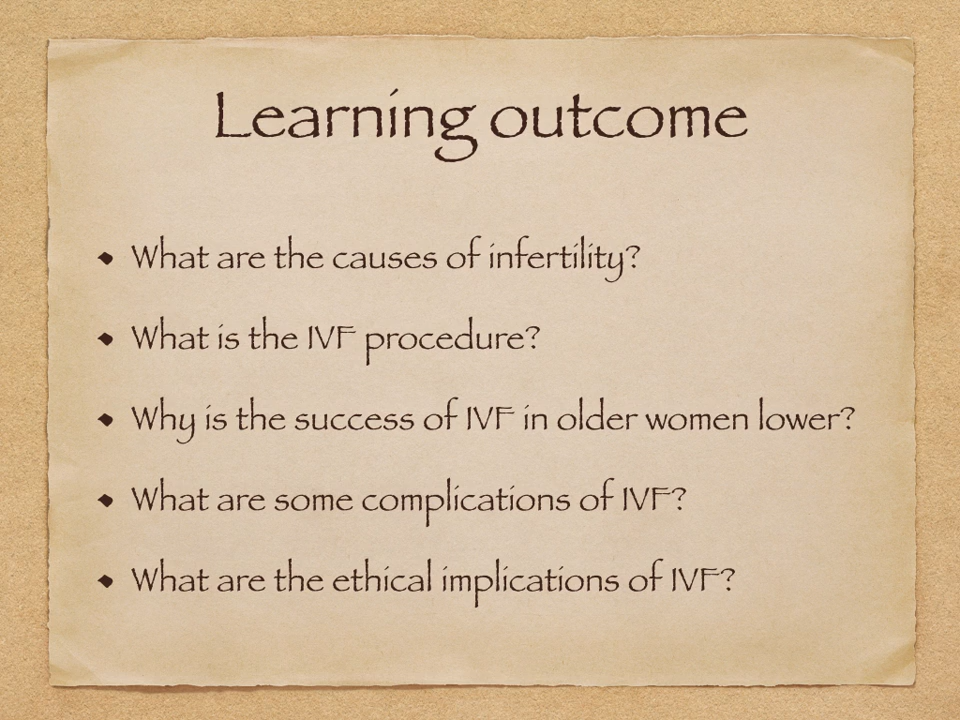 Learning outcome
What are the causes of infertility?
What is the IVF procedure?
Why is the success of IVF in older women lower?
What are some complications of IVF?
What are the ethical implications of IVF?